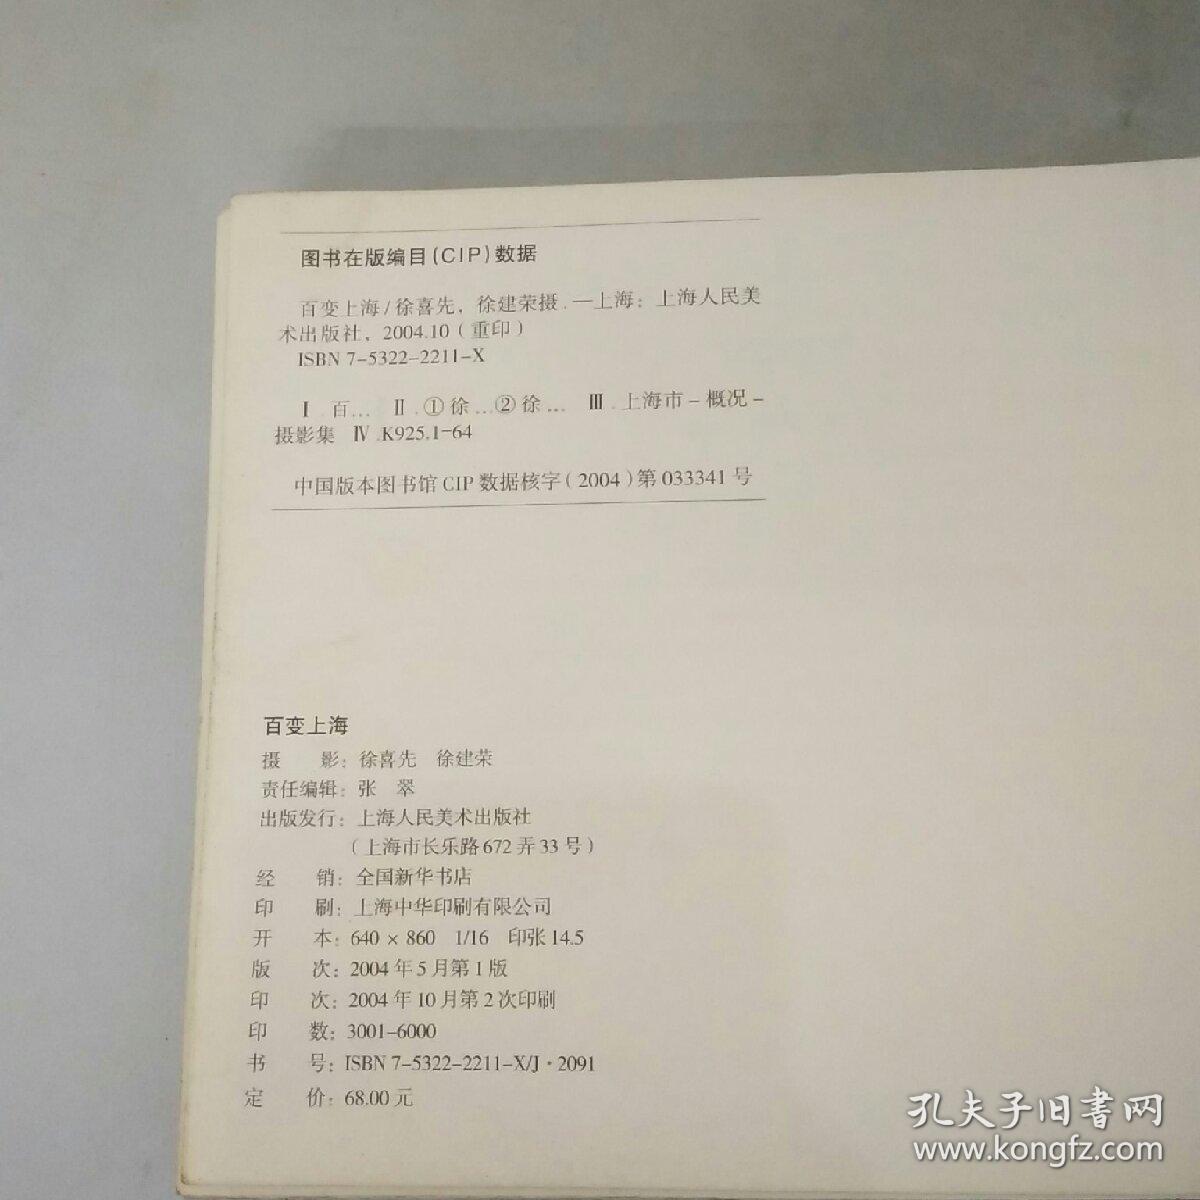 图书在版编目(CIP)数据
百变上海/徐喜先，徐建荣摄.—上海：上海人民美
术出版社，2004.10（重印）
ISBN 7-5322-2211-X
Ⅰ.百… Ⅱ.①徐…②徐… Ⅲ.上海市-概况-
摄影集 Ⅳ.K925.1-64
中国版本图书馆CIP数据核字（2004）第033341号
百变上海
摄 影：徐喜先 徐建荣
责任编辑：张 翠
出版发行：上海人民美术出版社
（上海市长乐路672弄33号）
经 销：全国新华书店
印 刷：上海中华印刷有限公司
开 本：640×860 1/16 印张14.5
版 次：2004年5月第1版
印 次：2004年10月第2次印刷
印 数：3001-6000
书 号：ISBN 7-5322-2211-X/J·2091
定 价：68.00元
孔夫子旧书网
www.kongfz.com